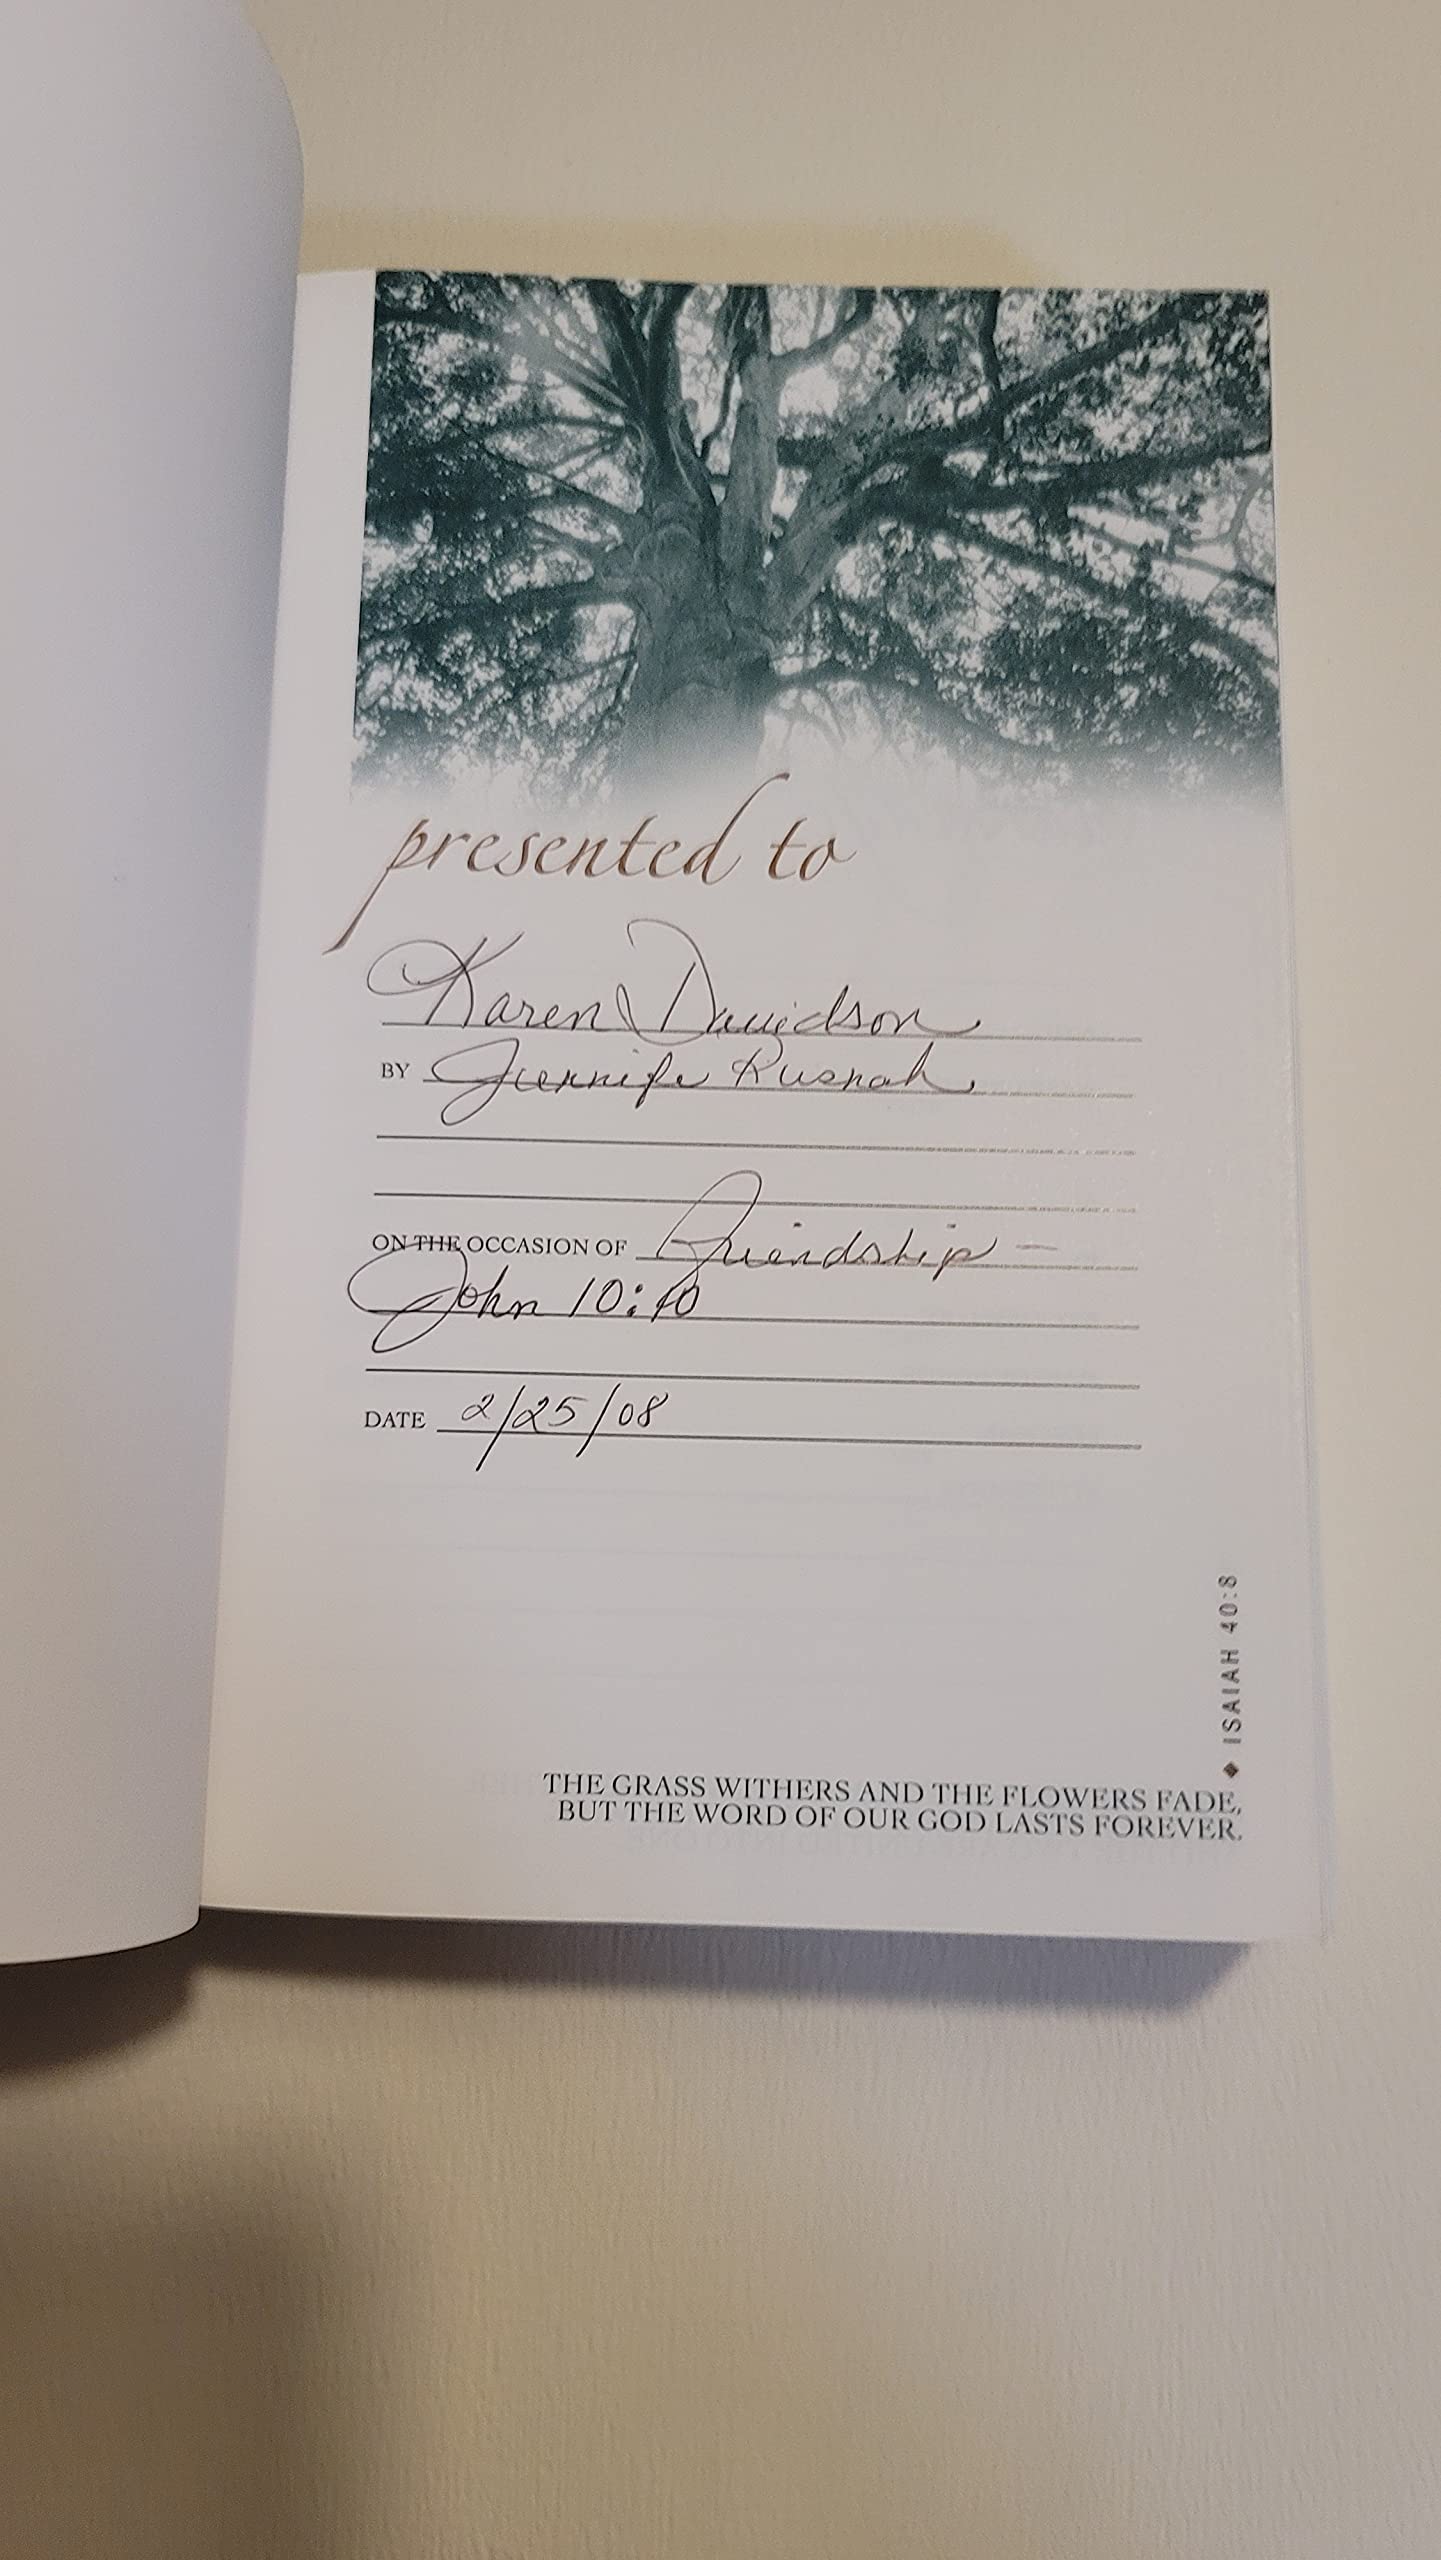 presented to
Karen Davidson
BY Jennifer Rusnak
ON THE OCCASION OF Friendship –
John 10:10
DATE 2/25/08
ISAIAH 40:8
THE GRASS WITHERS AND THE FLOWERS FADE,
BUT THE WORD OF OUR GOD LASTS FOREVER.